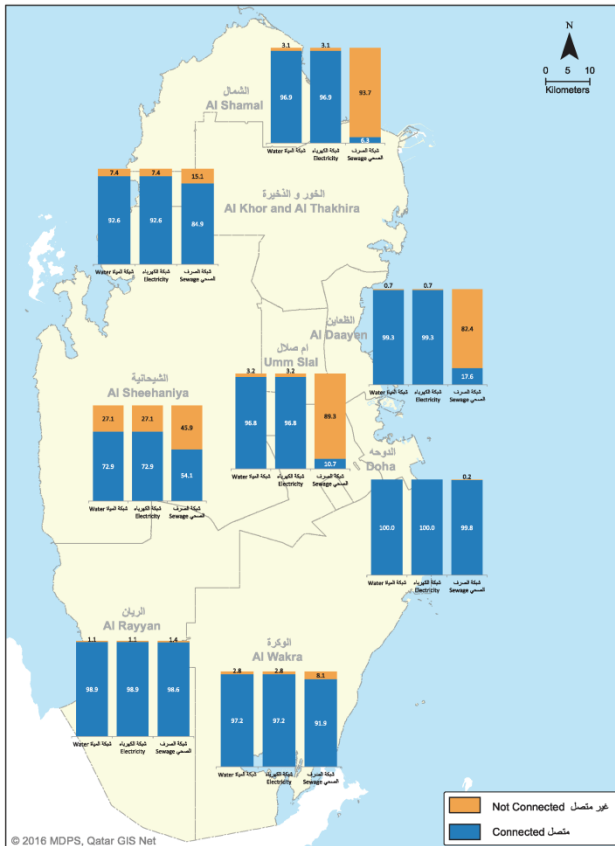 N
0 5 10
Kilometers
3.1
3.1
96.9
96.9
93.7
6.3
شبكة المياه Water
شبكة الكهرباء
Electricity
شبكة الصرف
الصحي Sewage
الشمال
Al Shamal
7.4
7.4
15.1
92.6
92.6
84.9
شبكة المياه Water
شبكة الكهرباء
Electricity
شبكة الصرف
الصحي Sewage
الخور و الذخيرة
Al Khor and Al Thakhira
0.7
0.7
99.3
99.3
82.4
17.6
شبكة المياه Water
شبكة الكهرباء
Electricity
شبكة الصرف
الصحي Sewage
الظعاين
Al Daayen
ام صلال
Umm Slal
3.2
3.2
96.8
96.8
89.3
10.7
شبكة المياه Water
شبكة الكهرباء
Electricity
شبكة الصرف
الصحي Sewage
الشيحانية
Al Sheehaniya
27.1
27.1
45.9
72.9
72.9
54.1
شبكة المياه Water
شبكة الكهرباء
Electricity
شبكة الصرف
الصحي Sewage
الدوحه
Doha
0.2
100.0
100.0
99.8
شبكة المياه Water
شبكة الكهرباء
Electricity
شبكة الصرف
الصحي Sewage
الريان
Al Rayyan
1.1
1.1
1.4
98.9
98.9
98.6
شبكة المياه Water
شبكة الكهرباء
Electricity
شبكة الصرف
الصحي Sewage
الوكرة
Al Wakra
2.8
2.8
8.1
97.2
97.2
91.9
شبكة المياه Water
شبكة الكهرباء
Electricity
شبكة الصرف
الصحي Sewage
Not Connected غير متصل
Connected متصل
© 2016 MDPS, Qatar GIS Net